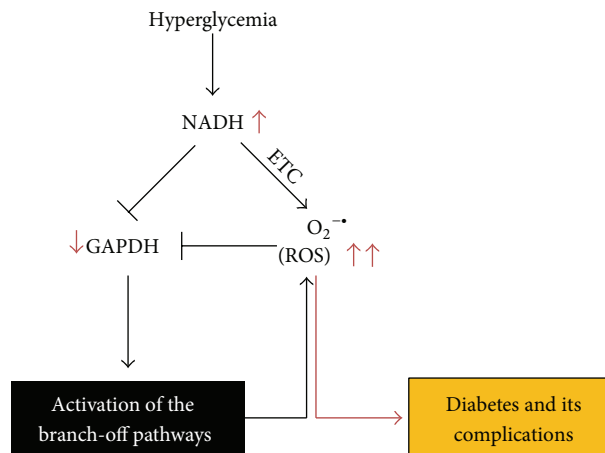 Hyperglycemia
NADH ↑
ETC
O₂⁻•
↓ GAPDH
(ROS) ↑↑
Activation of the
branch-off pathways
Diabetes and its
complications